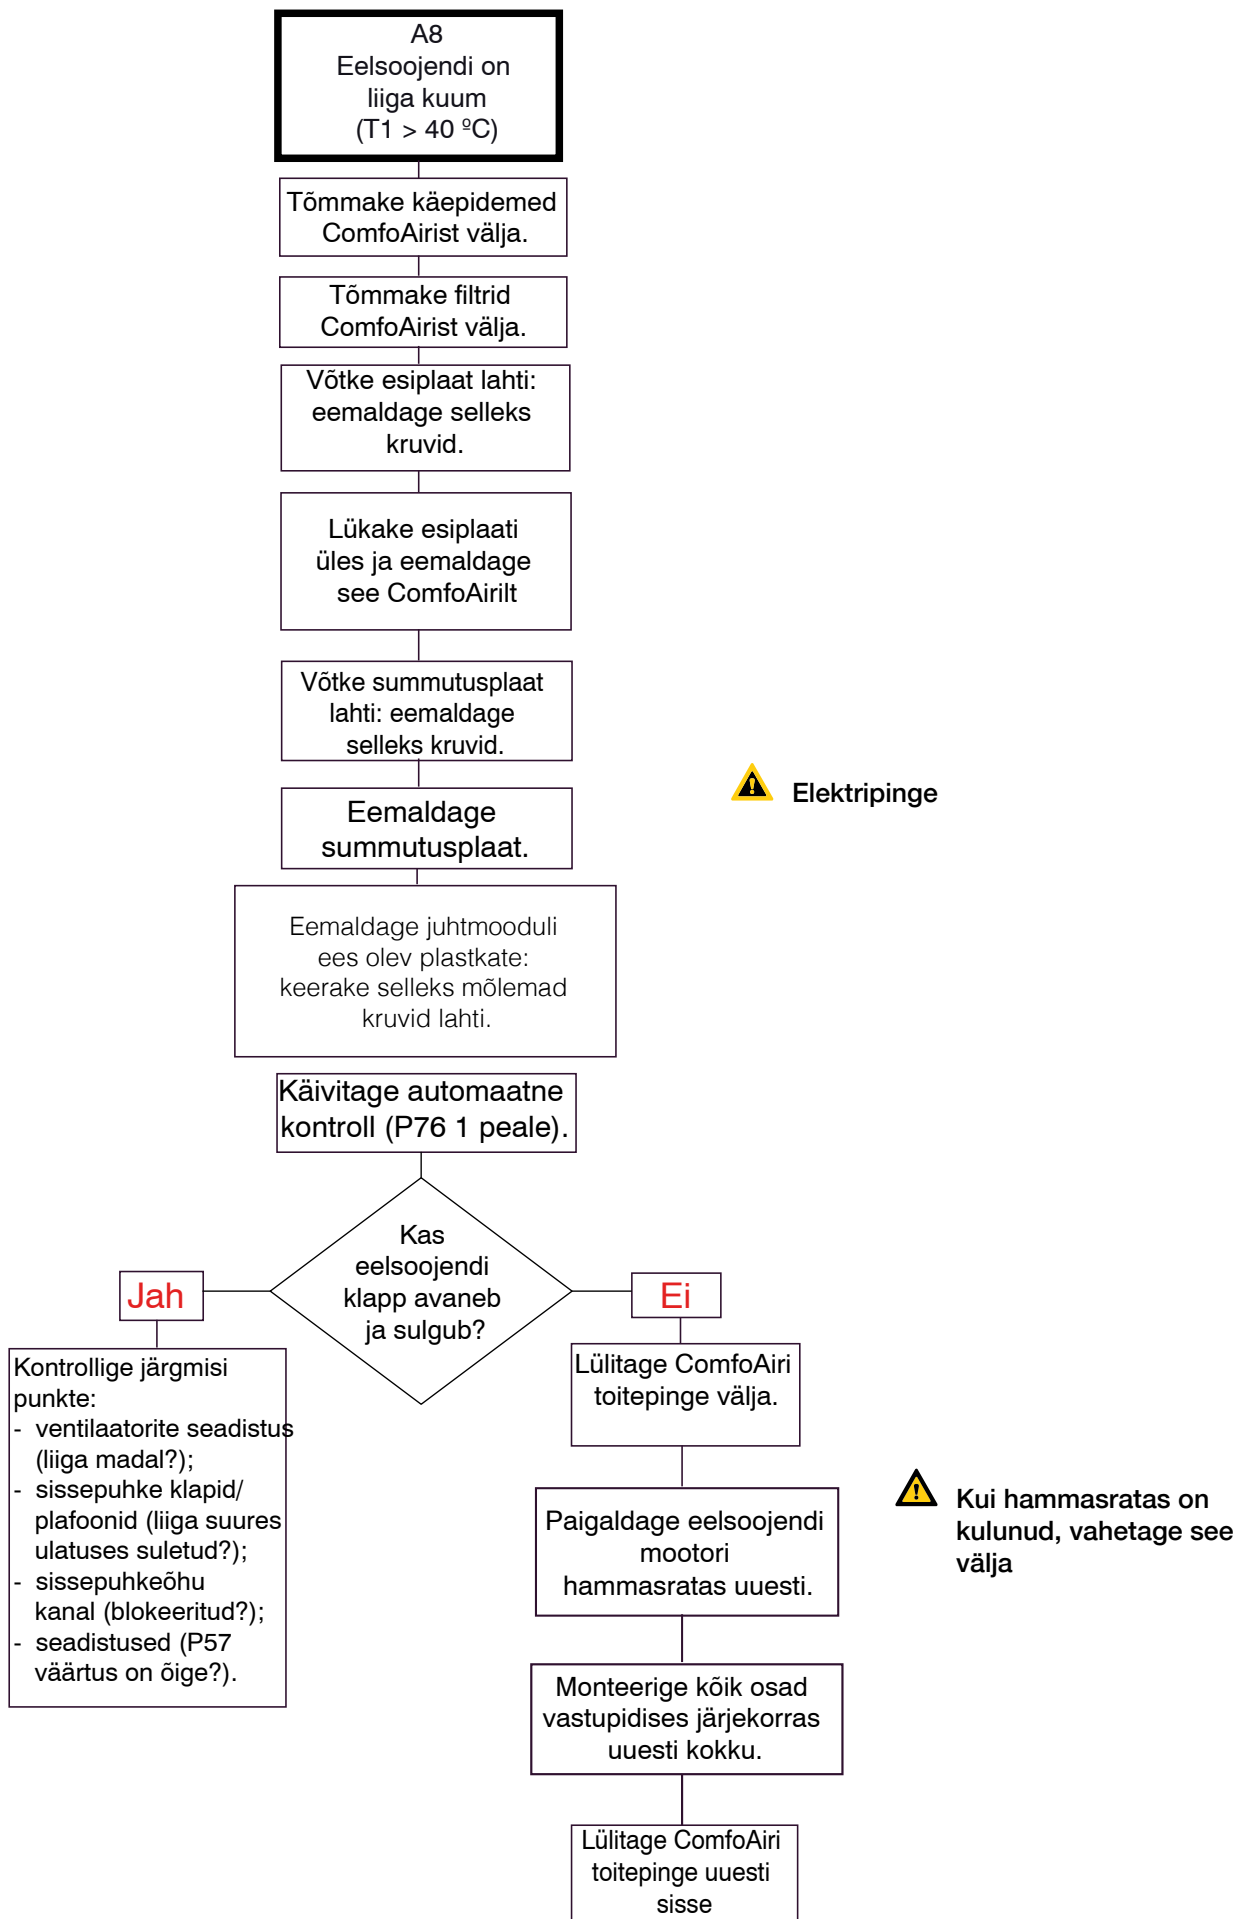 A8
Eelsoojendi on
liiga kuum
(T1 > 40 ºC)
Tõmmake käepidemed
ComfoAirist välja.
Tõmmake filtrid
ComfoAirist välja.
Võtke esiplaat lahti:
eemaldage selleks
kruvid.
Lükake esiplaati
üles ja eemaldage
see ComfoAirilt
Võtke summutusplaat
lahti: eemaldage
selleks kruvid.
Elektripinge
Eemaldage
summutusplaat.
Eemaldage juhtmooduli
ees olev plastkate:
keerake selleks mõlemad
kruvid lahti.
Käivitage automaatne
kontroll (P76 1 peale).
Kas
eelsoojendi
klapp avaneb
ja sulgub?
Jah
Kontrollige järgmisi
punkte:
- ventilaatorite seadistus
(liiga madal?);
- sissepuhke klapid/
plafoonid (liiga suures
ulatuses suletud?);
- sissepuhkeõhu
kanal (blokeeritud?);
- seadistused (P57
väärtus on õige?).
Ei
Lülitage ComfoAiri
toitepinge välja.
Paigaldage eelsoojendi
mootori
hammasratas uuesti.
Kui hammasratas on
kulunud, vahetage see
välja
Monteerige kõik osad
vastupidises järjekorras
uuesti kokku.
Lülitage ComfoAiri
toitepinge uuesti
sisse